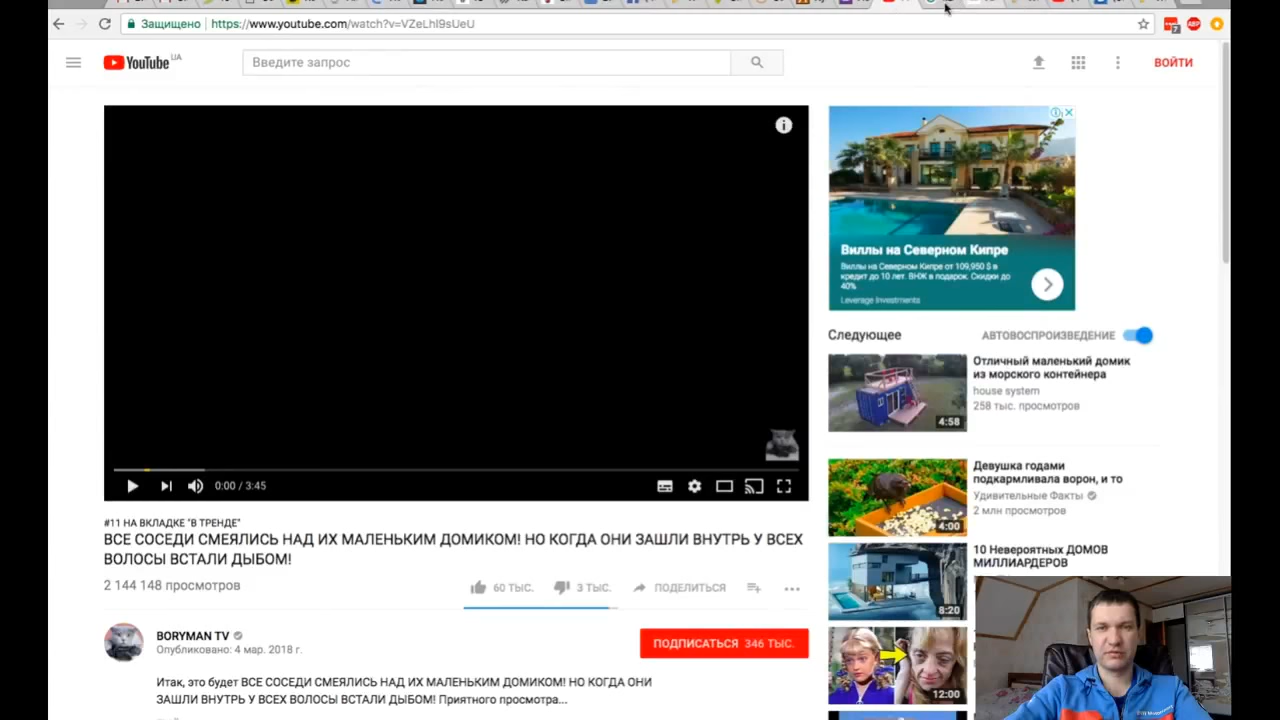 Защищено
https://www.youtube.com/watch?v=VZeLhI9sUeU
7
ABP
YouTube UA
Введите запрос
ВОЙТИ
Виллы на Северном Кипре
Виллы на Северном Кипре от 109,950 $ в
кредит до 10 лет. ВНЖ в подарок. Скидки до
40%
Leverage Investments
Следующее
АВТОВОСПРОИЗВЕДЕНИЕ
Отличный маленький домик
из морского контейнера
house system
258 тыс. просмотров
4:58
Девушка годами
подкармливала ворон, и то
Удивительные Факты
2 млн просмотров
4:00
10 Невероятных ДОМОВ
МИЛЛИАРДЕРОВ
8:20
12:00
0:00 / 3:45
#11 НА ВКЛАДКЕ "В ТРЕНДЕ"
ВСЕ СОСЕДИ СМЕЯЛИСЬ НАД ИХ МАЛЕНЬКИМ ДОМИКОМ! НО КОГДА ОНИ ЗАШЛИ ВНУТРЬ У ВСЕХ
ВОЛОСЫ ВСТАЛИ ДЫБОМ!
2 144 148 просмотров
60 ТЫС.
3 ТЫС.
ПОДЕЛИТЬСЯ
BORYMAN TV
Опубликовано: 4 мар. 2018 г.
ПОДПИСАТЬСЯ 346 ТЫС.
Итак, это будет ВСЕ СОСЕДИ СМЕЯЛИСЬ НАД ИХ МАЛЕНЬКИМ ДОМИКОМ! НО КОГДА ОНИ
ЗАШЛИ ВНУТРЬ У ВСЕХ ВОЛОСЫ ВСТАЛИ ДЫБОМ! Приятного просмотра...